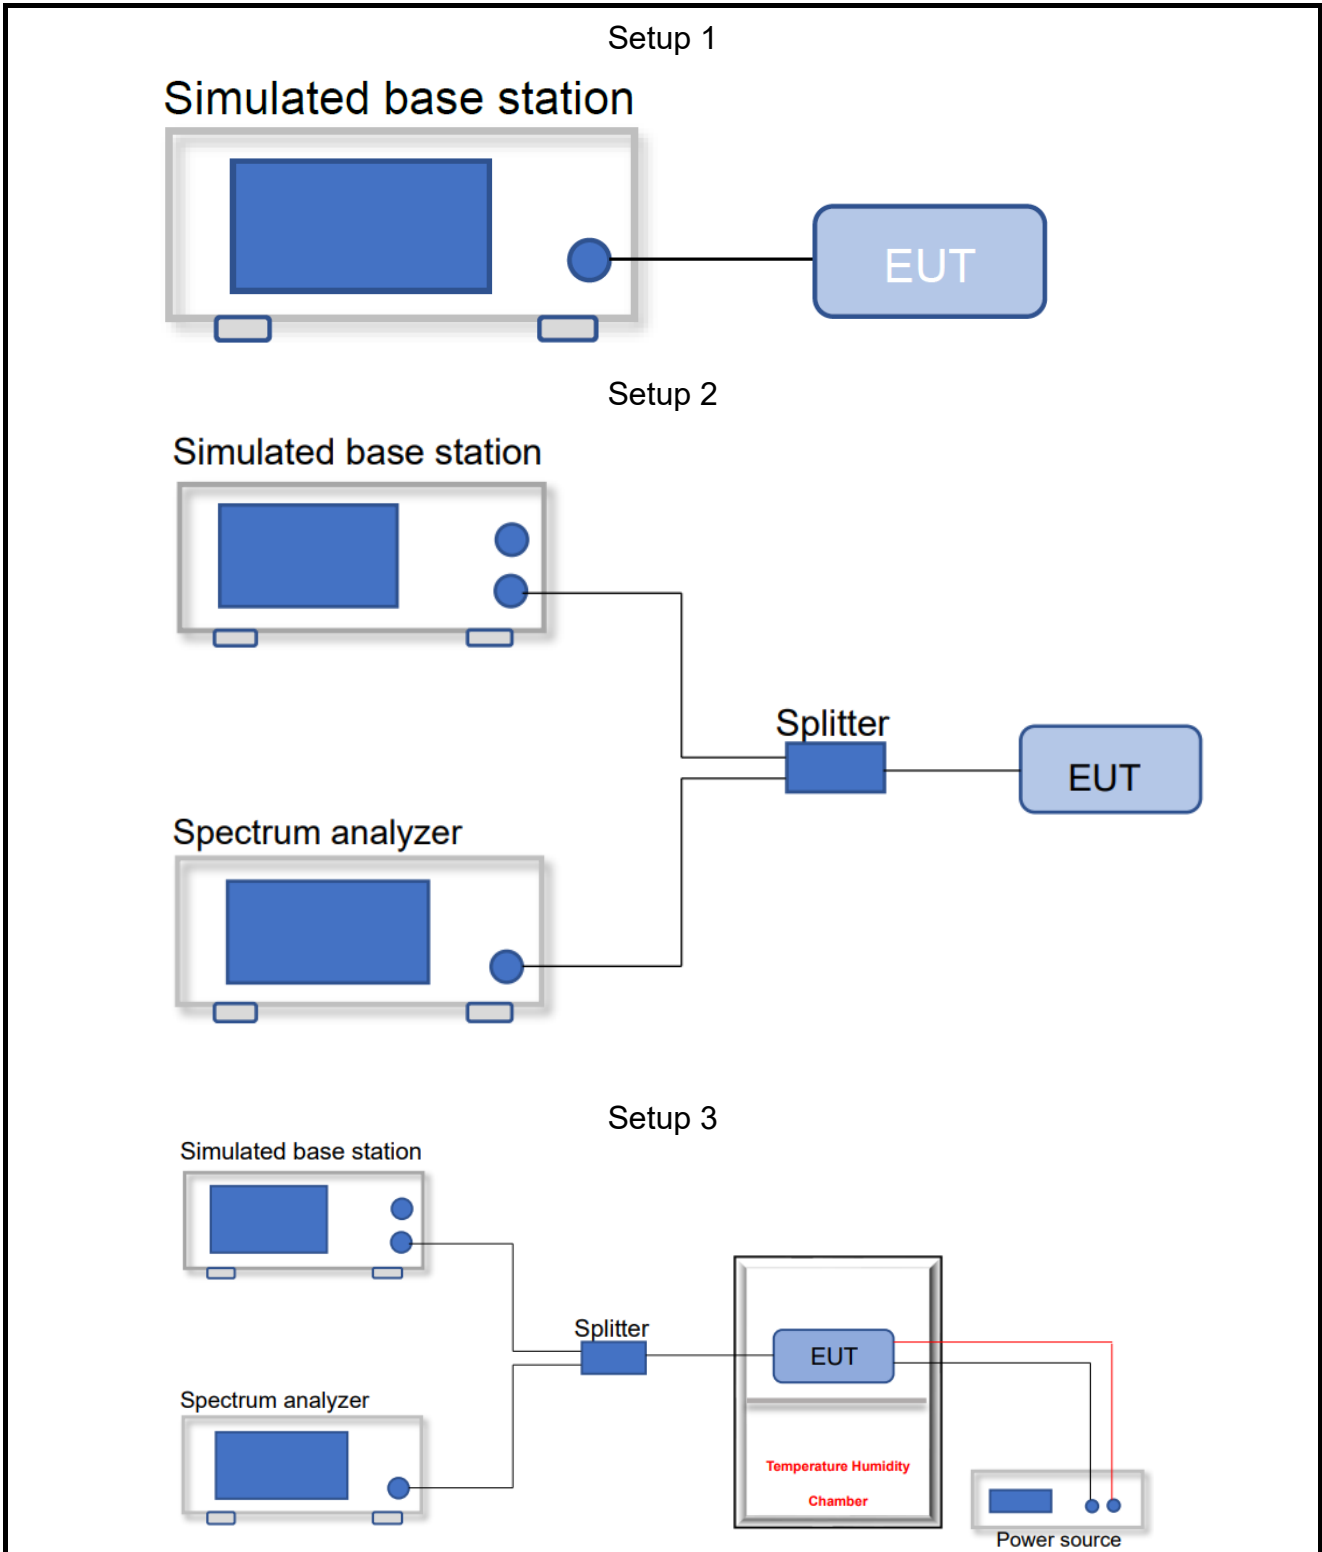 Setup 1
Simulated base station
EUT
Setup 2
Simulated base station
Splitter
EUT
Spectrum analyzer
Setup 3
Simulated base station
Splitter
EUT
Spectrum analyzer
Temperature Humidity
Chamber
Power source